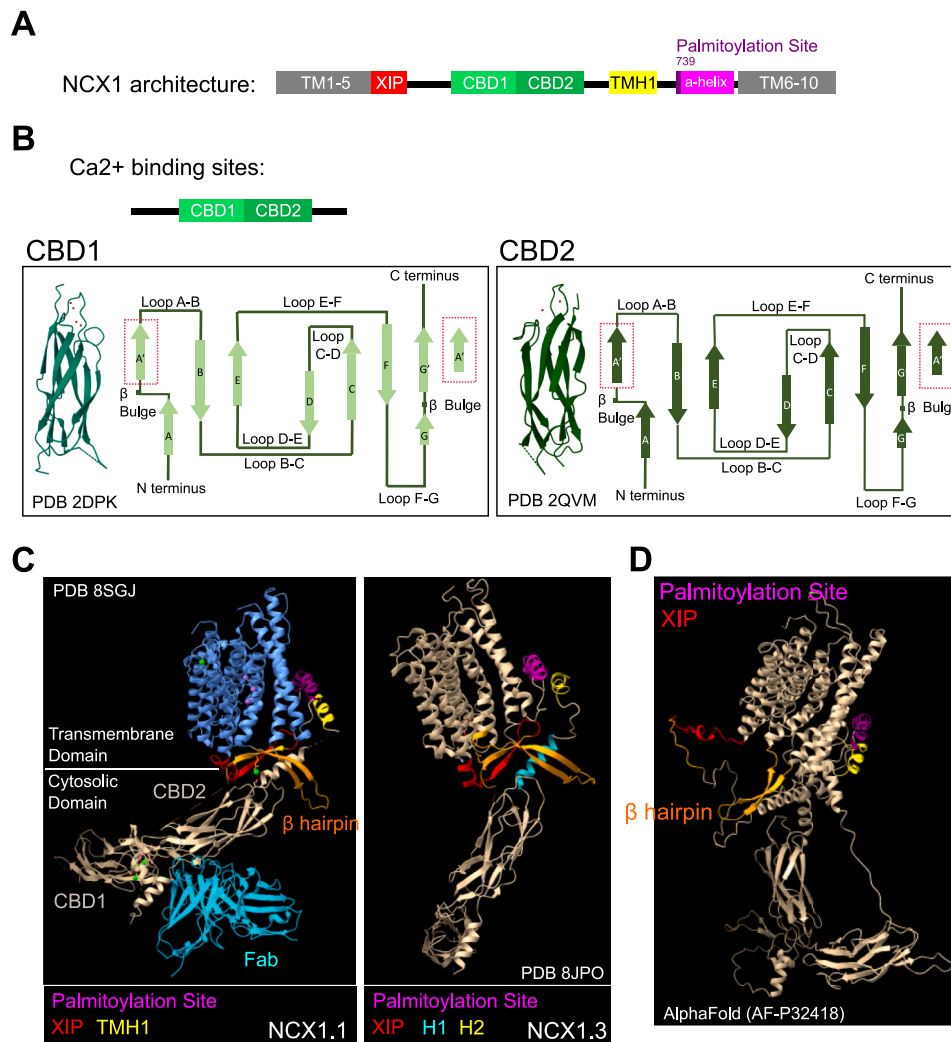 A
Palmitoylation Site
739
NCX1 architecture:
TM1-5 XIP CBD1 CBD2 TMH1 a-helix TM6-10
B
Ca2+ binding sites:
CBD1 CBD2
CBD1
C terminus
Loop A-B
Loop E-F
Loop
C-D
A'
B
E
D
C
F
G'
A'
β
Bulge
β Bulge
A
G
Loop D-E
Loop B-C
N terminus
Loop F-G
PDB 2DPK
CBD2
C terminus
Loop A-B
Loop E-F
Loop
C-D
A'
B
E
D
C
F
G'
A'
β
Bulge
β Bulg
A
G
Loop D-E
Loop B-C
N terminus
Loop F-G
PDB 2QVM
C
PDB 8SGJ
Transmembrane
Domain
Cytosolic
Domain
CBD2
β hairpin
CBD1
Fab
Palmitoylation Site
XIP TMH1 NCX1.1
PDB 8JPO
Palmitoylation Site
XIP H1 H2 NCX1.3
D
Palmitoylation Site
XIP
β hairpin
AlphaFold (AF-P32418)